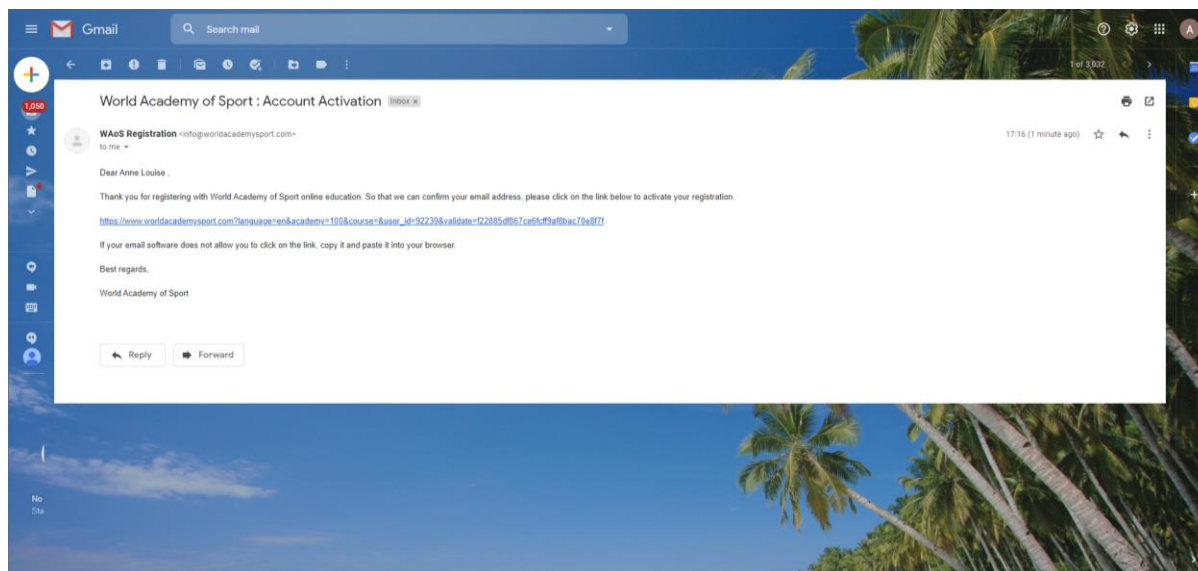 Gmail
Search mail
1 of 3,032
1,050
World Academy of Sport : Account Activation Inbox x
WAoS Registration <info@worldacademysport.com>
17:16 (1 minute ago)
to me
Dear Anne Louise ,
Thank you for registering with World Academy of Sport online education. So that we can confirm your email address, please click on the link below to activate your registration.
https://www.worldacademysport.com?language=en&academy=100&course=&user_id=92239&validate=f22885df867ce6fcff9af8bac70e8f7f
If your email software does not allow you to click on the link, copy it and paste it into your browser.
Best regards,
World Academy of Sport
Reply
Forward
No
Sta
A